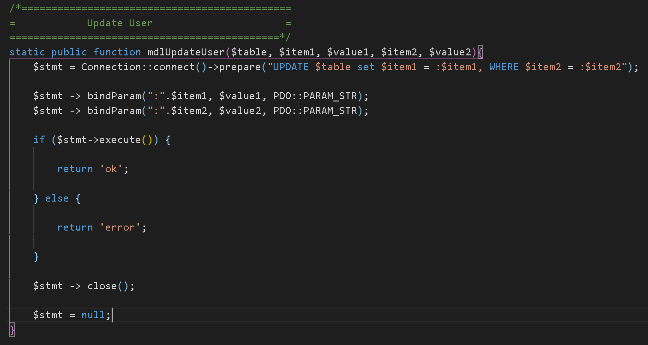 /*=============================================
=            Update User                      =
=============================================*/
static public function mdlUpdateUser($table, $item1, $value1, $item2, $value2){
$stmt = Connection::connect()->prepare("UPDATE $table set $item1 = :$item1, WHERE $item2 = :$item2");
$stmt -> bindParam(":".$item1, $value1, PDO::PARAM_STR);
$stmt -> bindParam(":".$item2, $value2, PDO::PARAM_STR);
if ($stmt->execute()) {
return 'ok';
} else {
return 'error';
}
$stmt -> close();
$stmt = null;
}